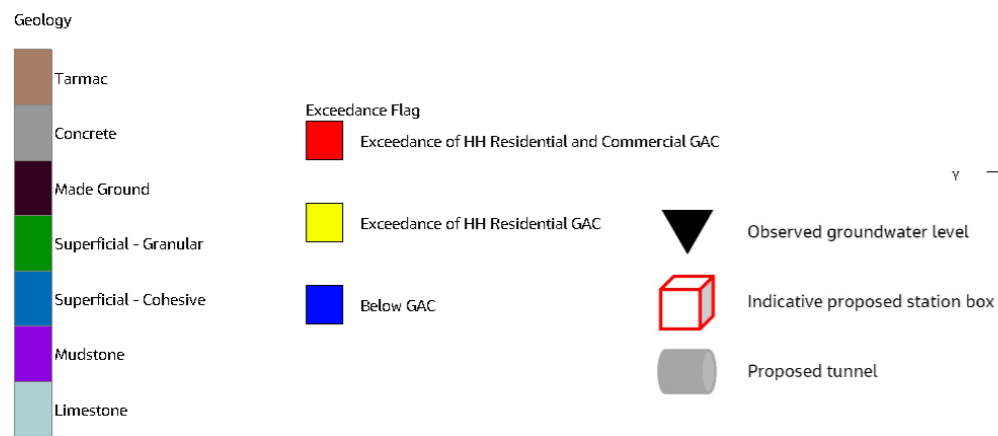 Geology
Tarmac
Concrete
Made Ground
Superficial - Granular
Superficial - Cohesive
Mudstone
Limestone
Exceedance Flag
Exceedance of HH Residential and Commercial GAC
Exceedance of HH Residential GAC
Below GAC
Y
Observed groundwater level
Indicative proposed station box
Proposed tunnel